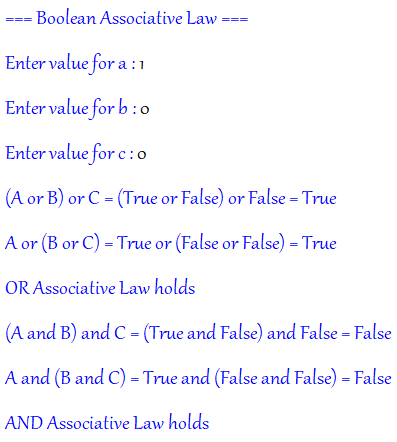 === Boolean Associative Law ===
Enter value for a : 1
Enter value for b : 0
Enter value for c : 0
(A or B) or C = (True or False) or False = True
A or (B or C) = True or (False or False) = True
OR Associative Law holds
(A and B) and C = (True and False) and False = False
A and (B and C) = True and (False and False) = False
AND Associative Law holds